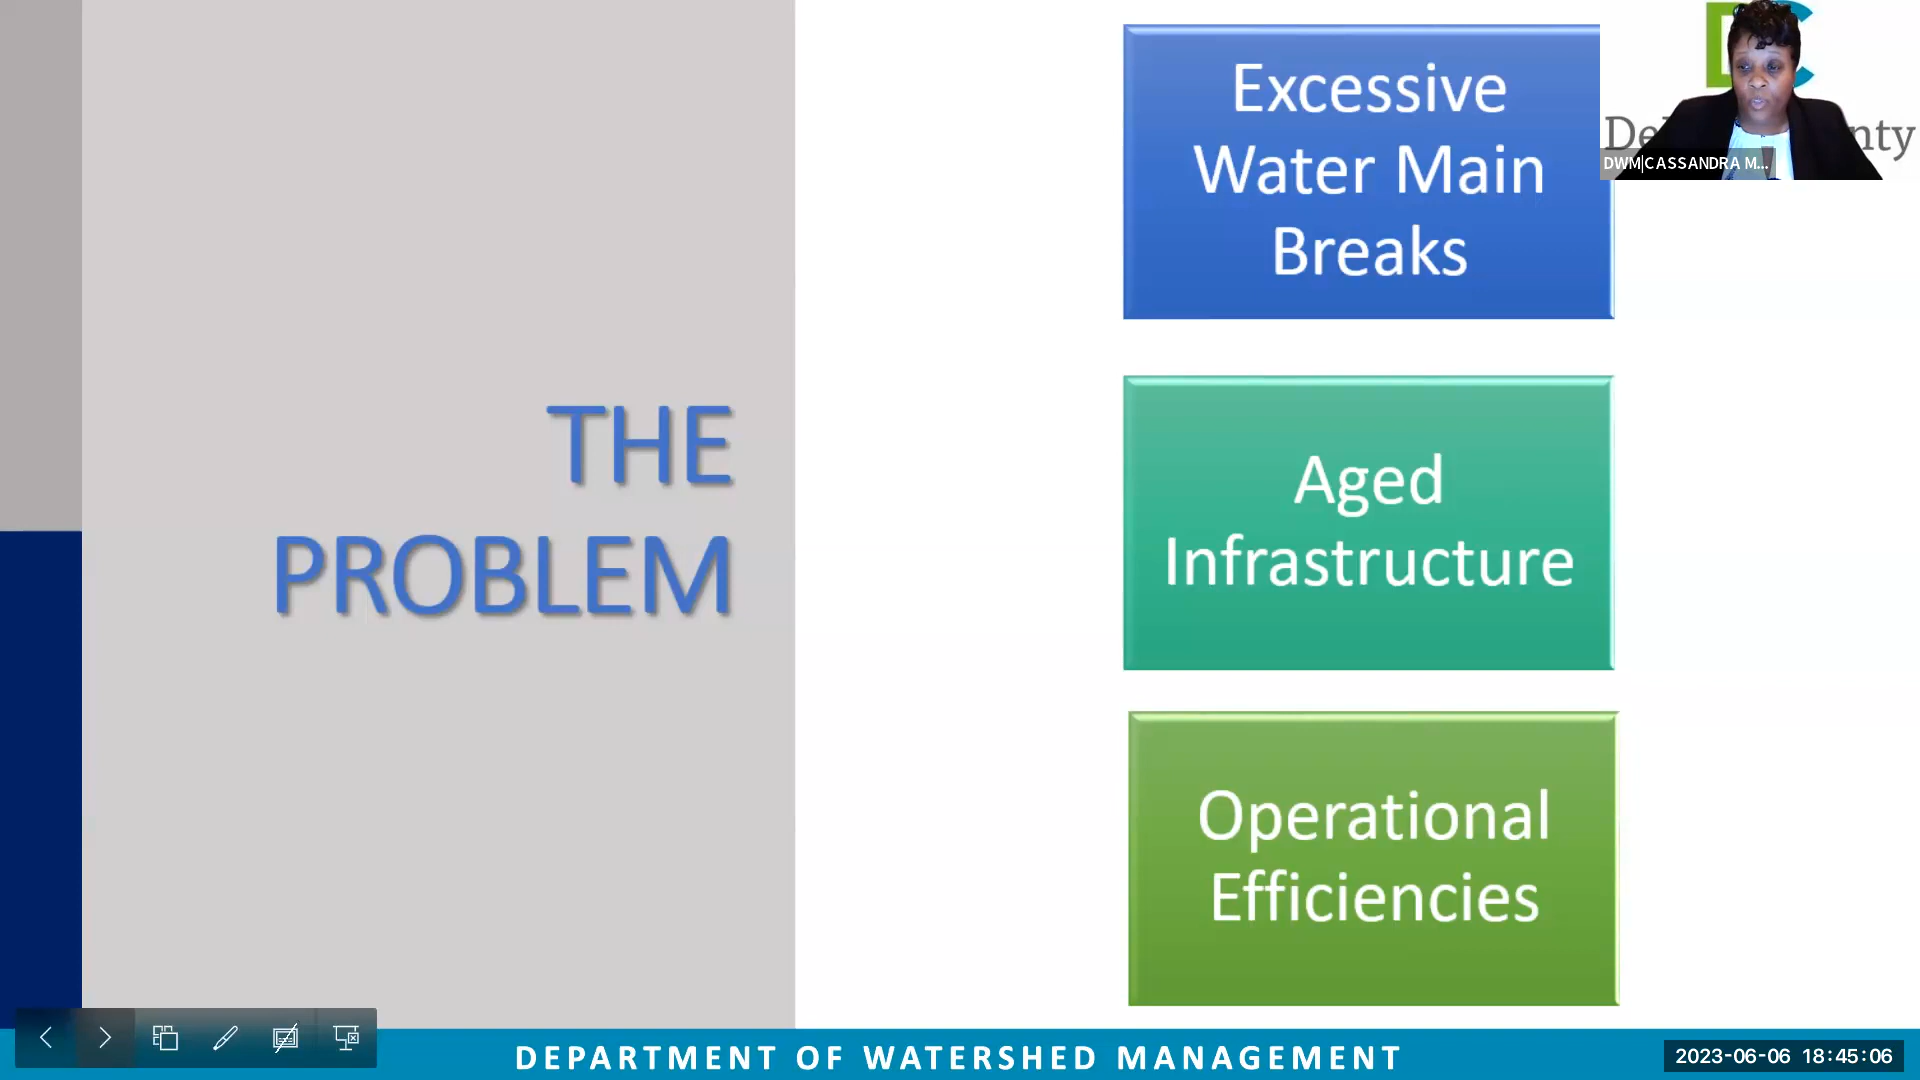 THE
PROBLEM
Excessive
Water Main
Breaks
Aged
Infrastructure
Operational
Efficiencies
DWM|CASSANDRA M...
DEPARTMENT OF WATERSHED MANAGEMENT
2023-06-06 18:45:06